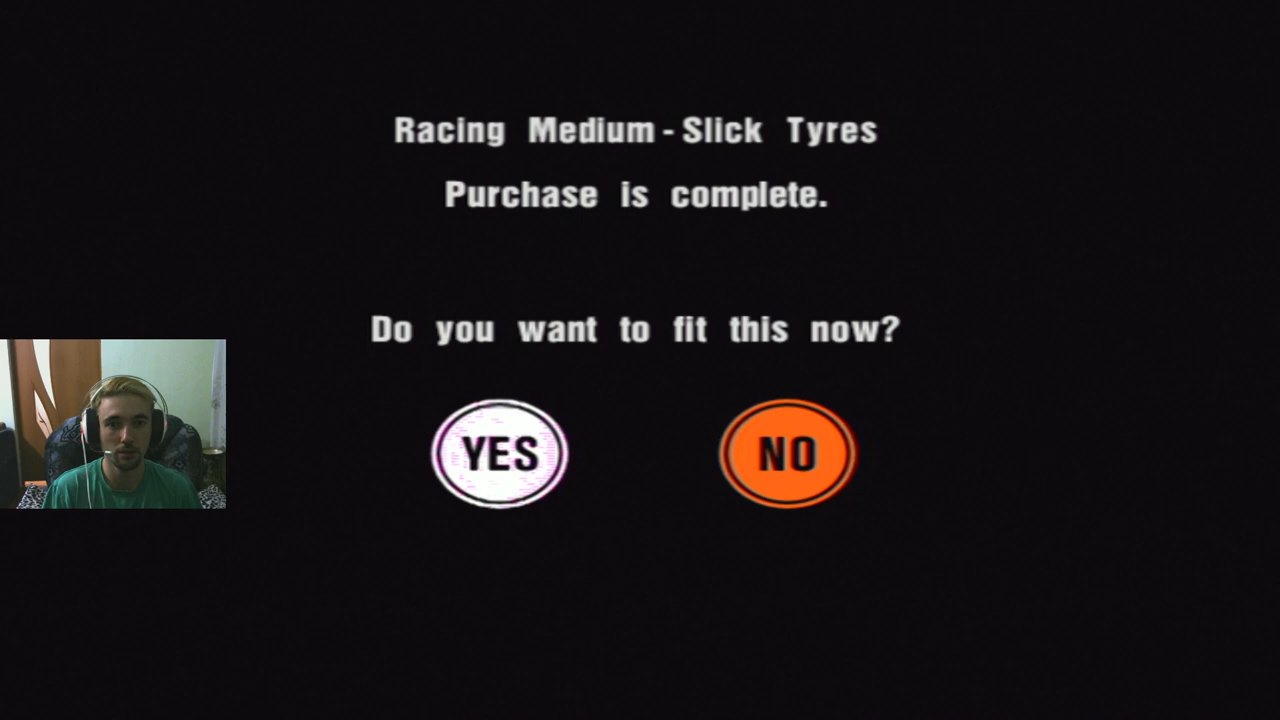 Racing Medium - Slick Tyres
Purchase is complete.
Do you want to fit this now?
YES NO